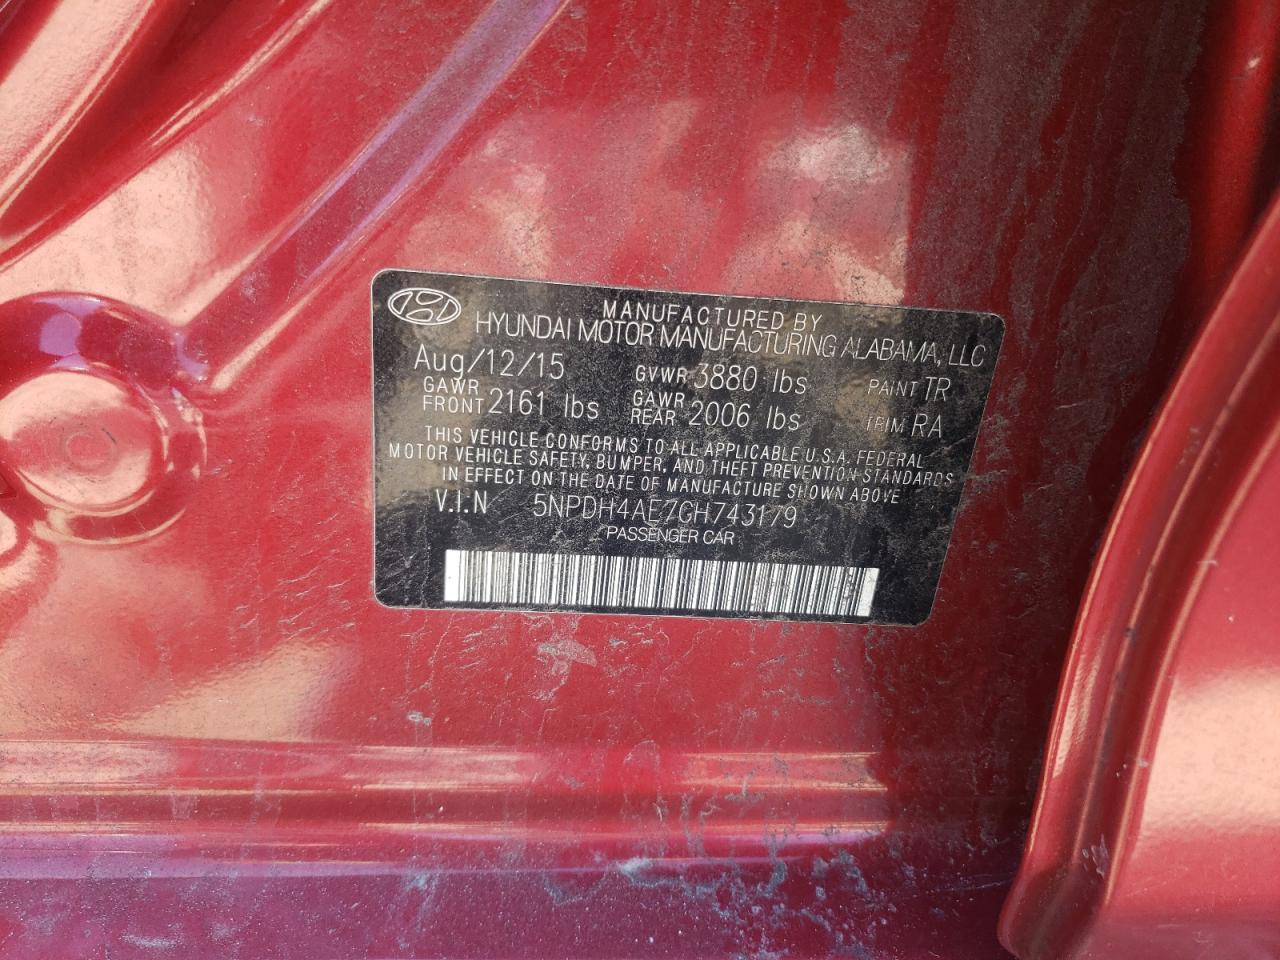 MANUFACTURED BY
HYUNDAI MOTOR MANUFACTURING ALABAMA, LLC
Aug/12/15 GVWR 3880 lbs PAINT TR
GAWR FRONT 2161 lbs GAWR REAR 2006 lbs TRIM RA
THIS VEHICLE CONFORMS TO ALL APPLICABLE U.S.A. FEDERAL
MOTOR VEHICLE SAFETY, BUMPER, AND THEFT PREVENTION STANDARDS
IN EFFECT ON THE DATE OF MANUFACTURE SHOWN ABOVE
V.I.N 5NPDH4AE7GH743179
PASSENGER CAR